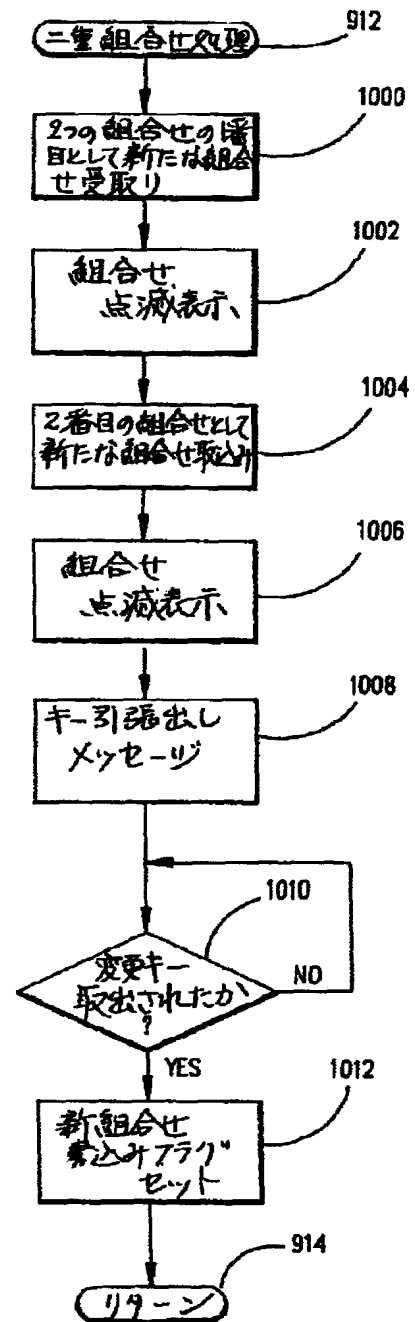 二重組合せ処理
912
2つの組合せの1番
目として新たな組合
せ受取り
1000
組合せ
点滅表示
1002
2番目の組合せとして
新たな組合せ取込み
1004
組合せ
点滅表示
1006
キー引張出し
メッセージ
1008
1010
変更キー
取出されたか
?
NO
YES
新組合せ
書込みフラグ
セット
1012
リターン
914